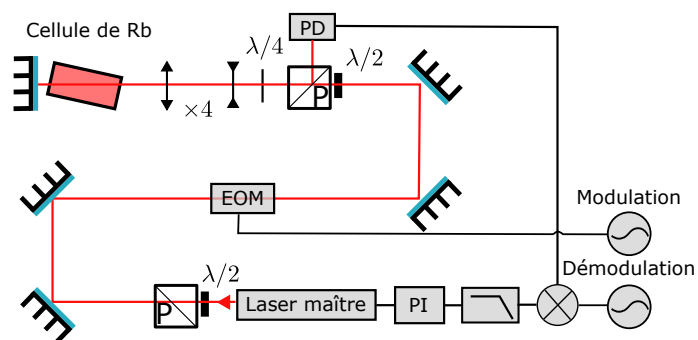 Cellule de Rb
PD
λ/4
λ/2
×4
P
EOM
Modulation
Démodulation
λ/2
P
Laser maître
PI